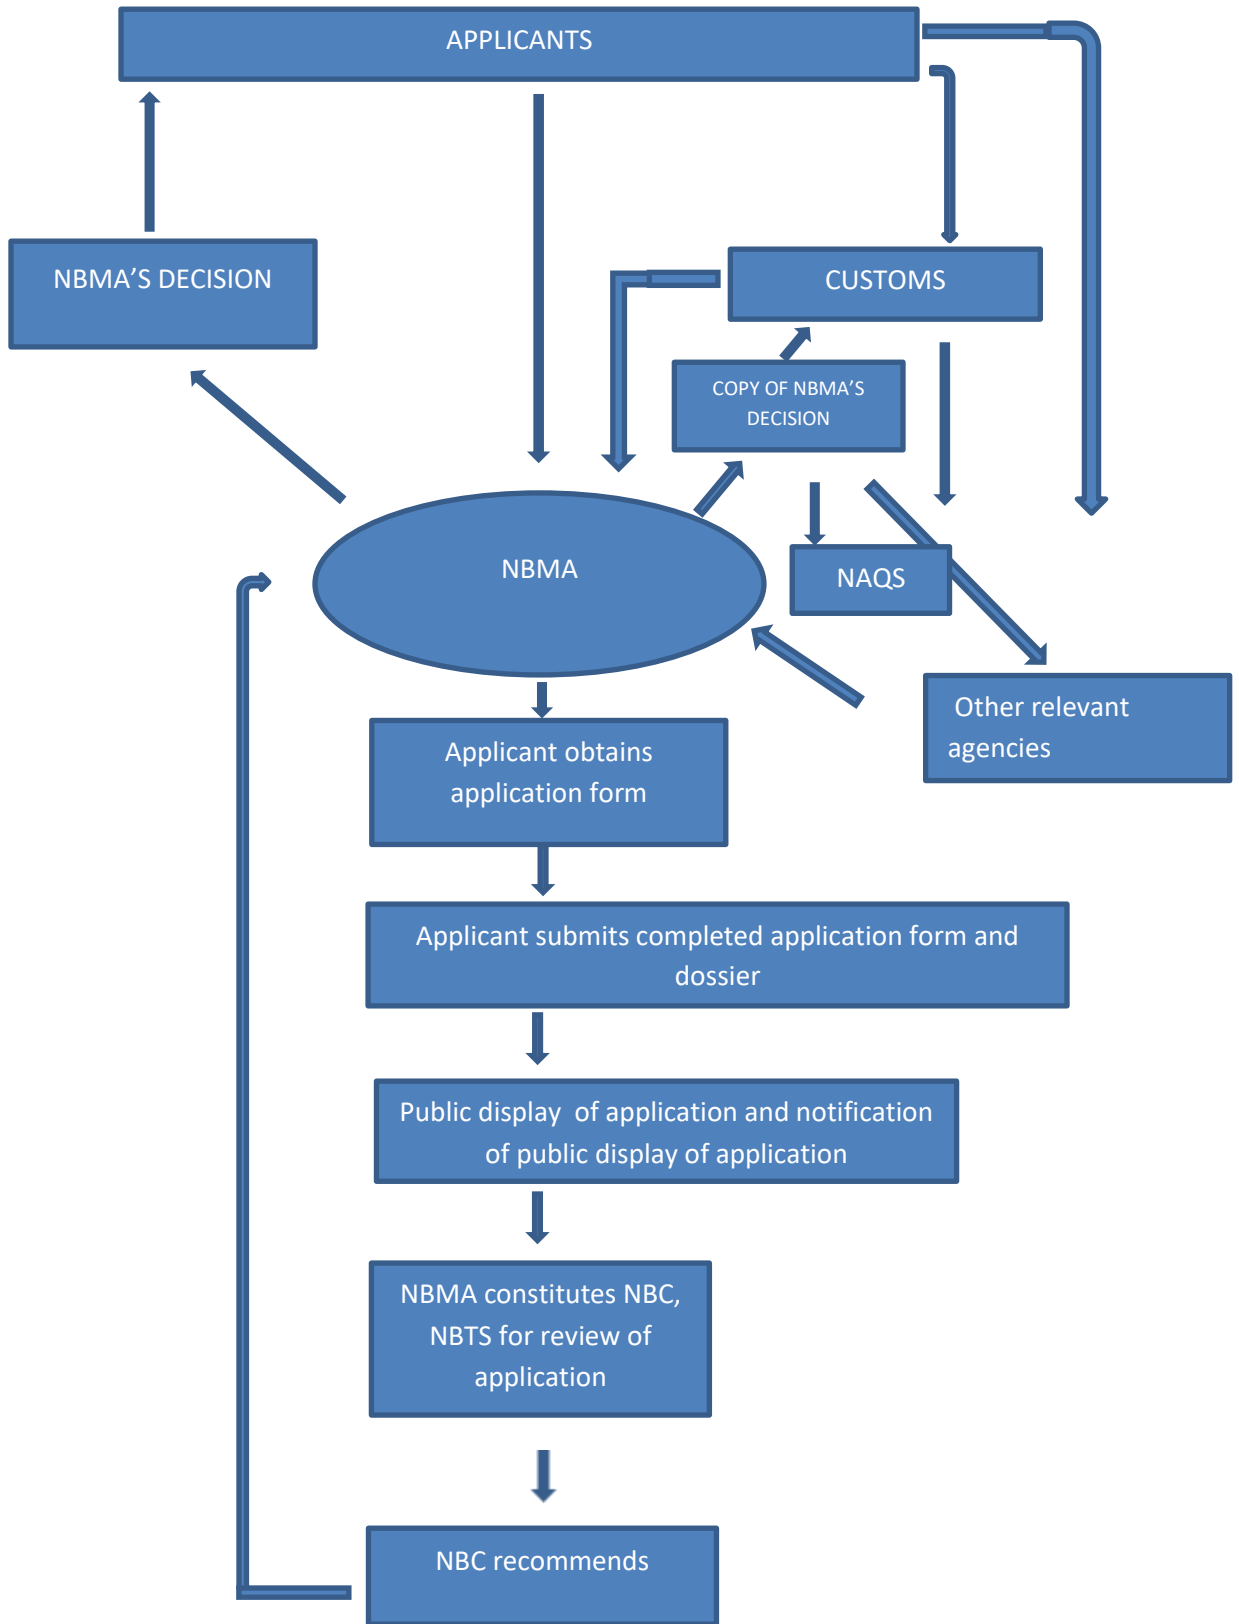 APPLICANTS
NBMA’S DECISION
CUSTOMS
COPY OF NBMA’S
DECISION
NBMA
NAQS
Other relevant
agencies
Applicant obtains
application form
Applicant submits completed application form and
dossier
Public display  of application and notification
of public display of application
NBMA constitutes NBC,
NBTS for review of
application
NBC recommends